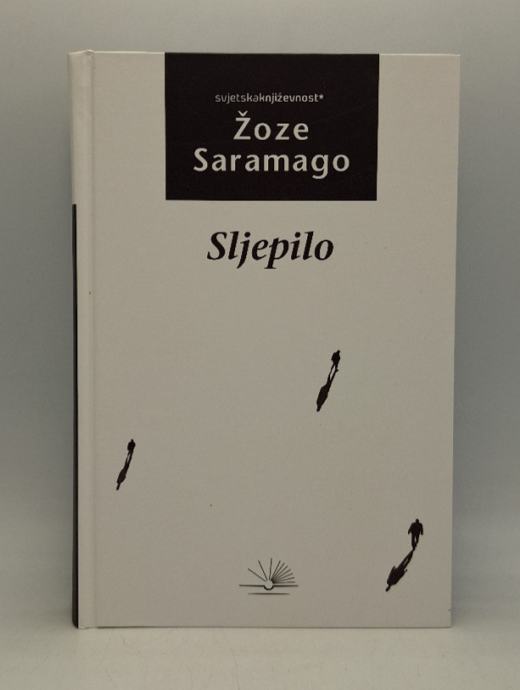 svjetskaknjiževnost*
Žoze
Saramago
Sljepilo